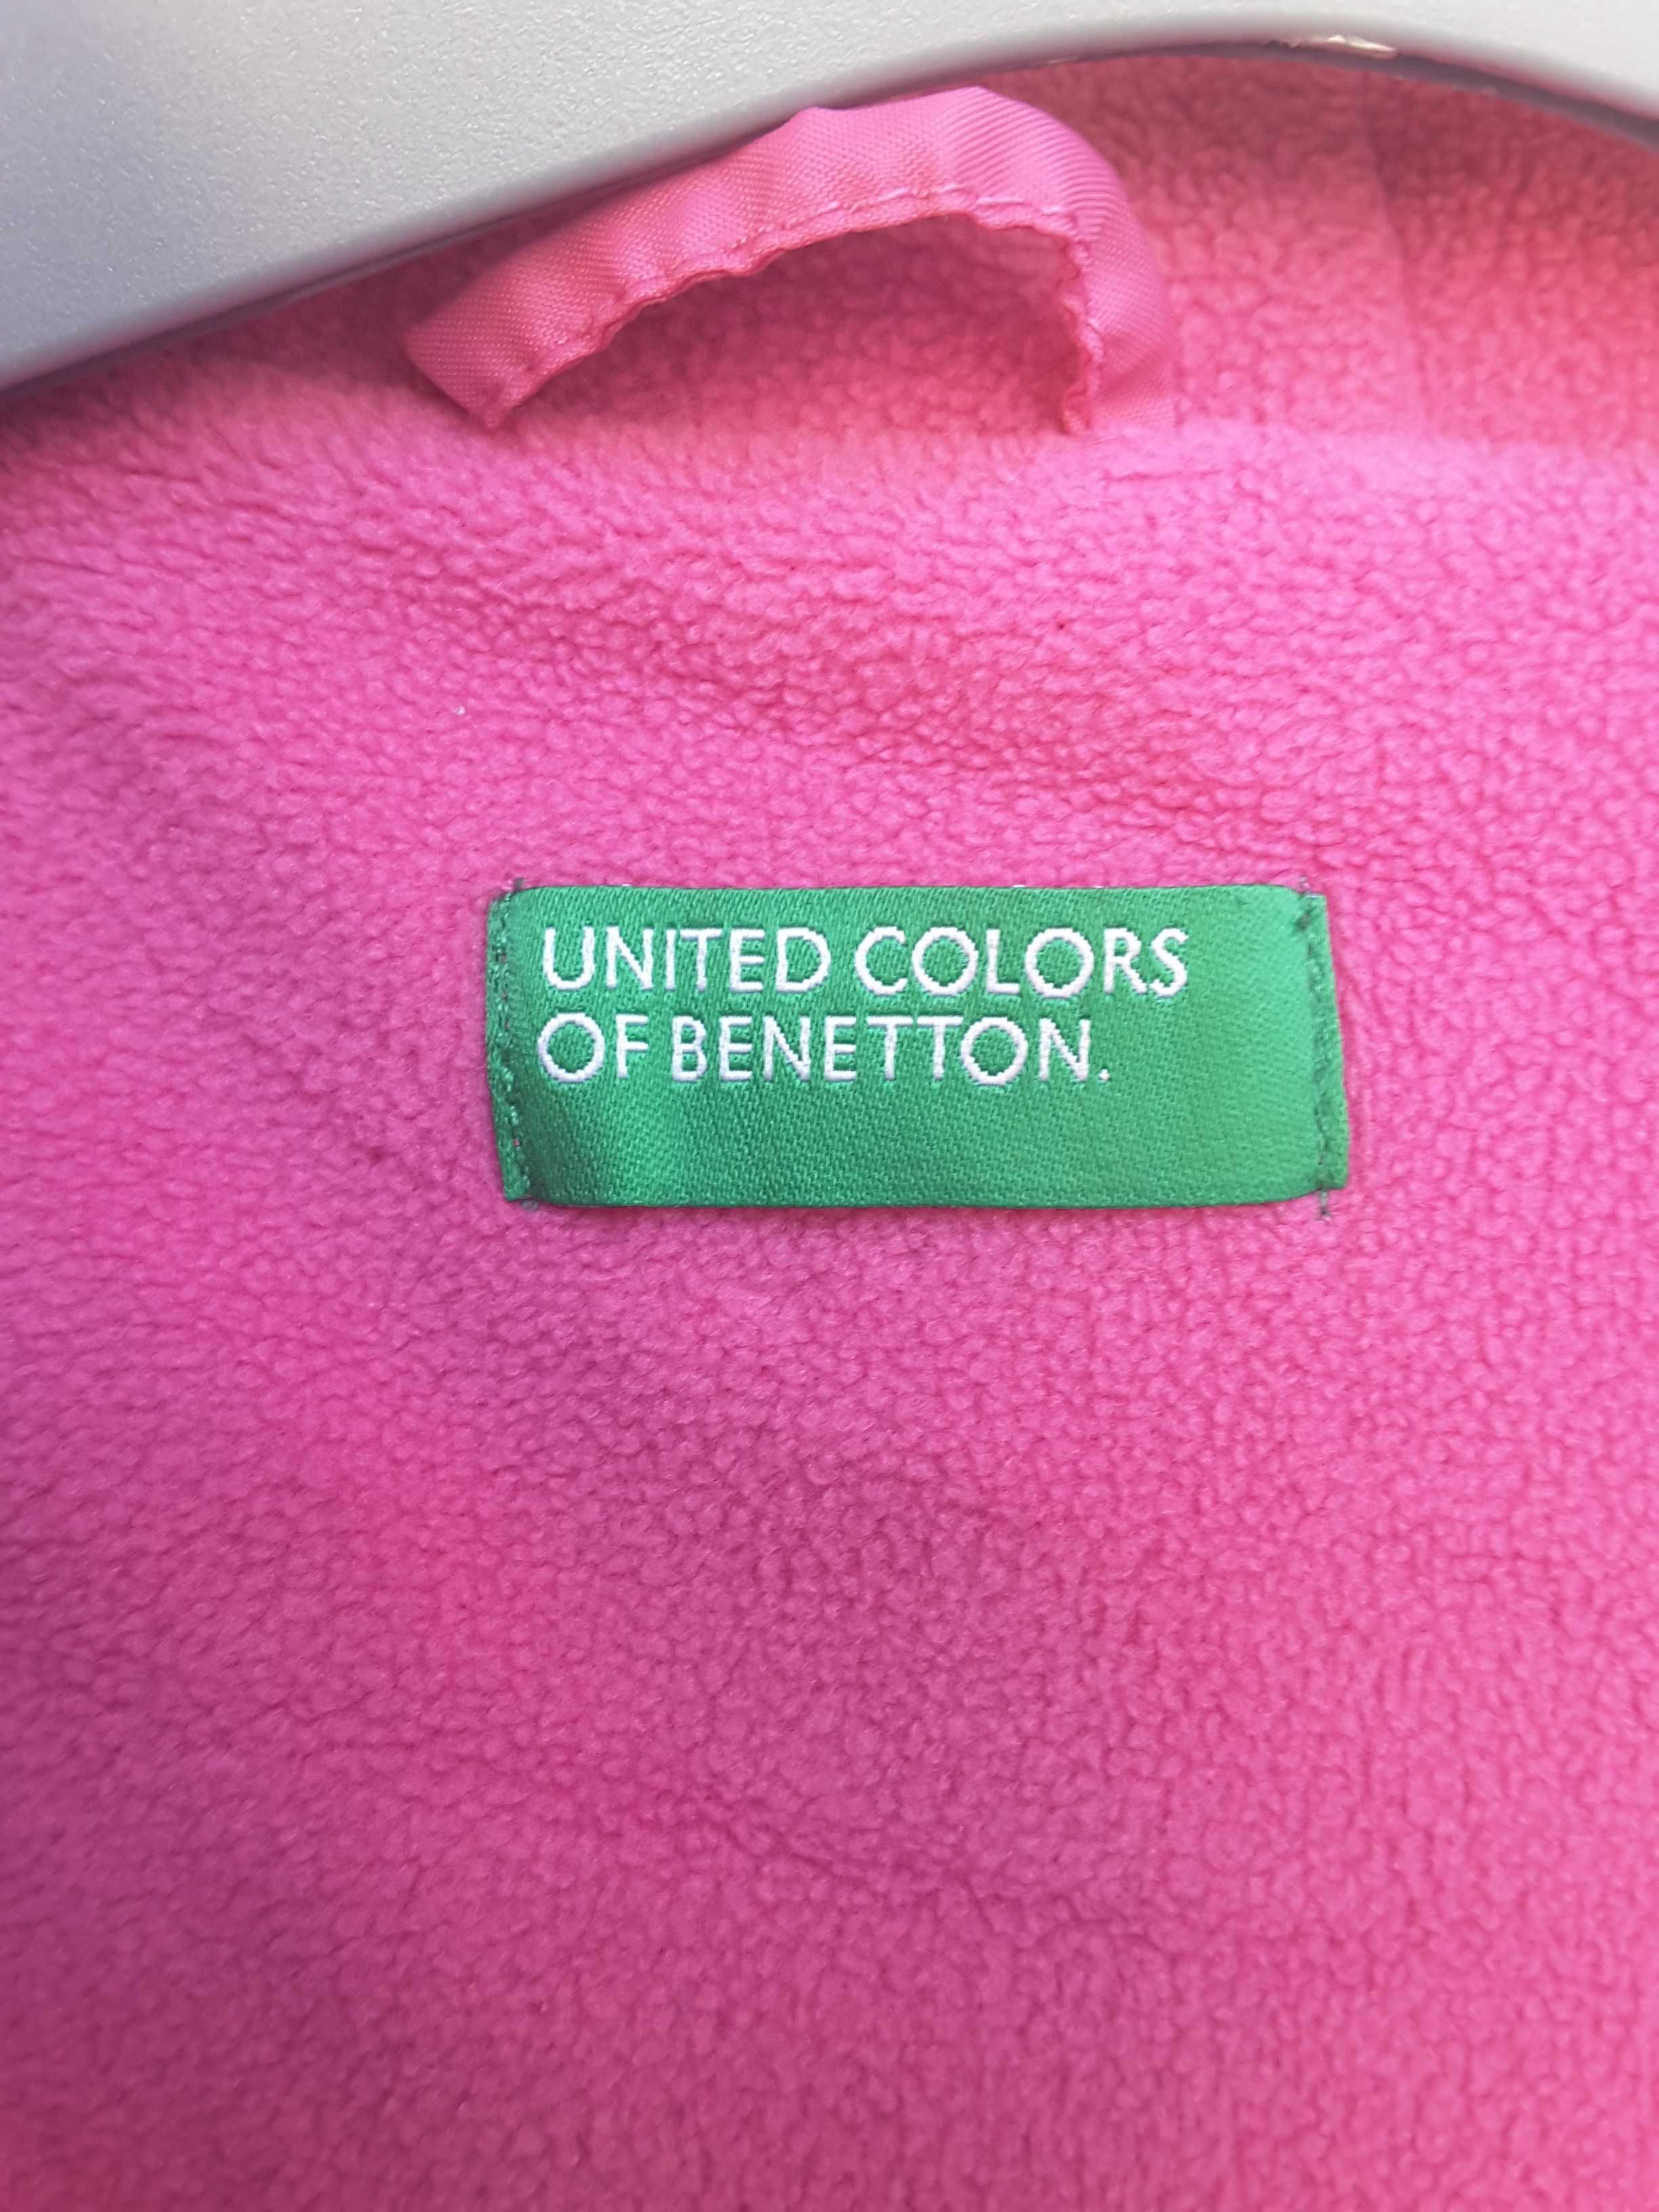 UNITED COLORS
OF BENETTON.